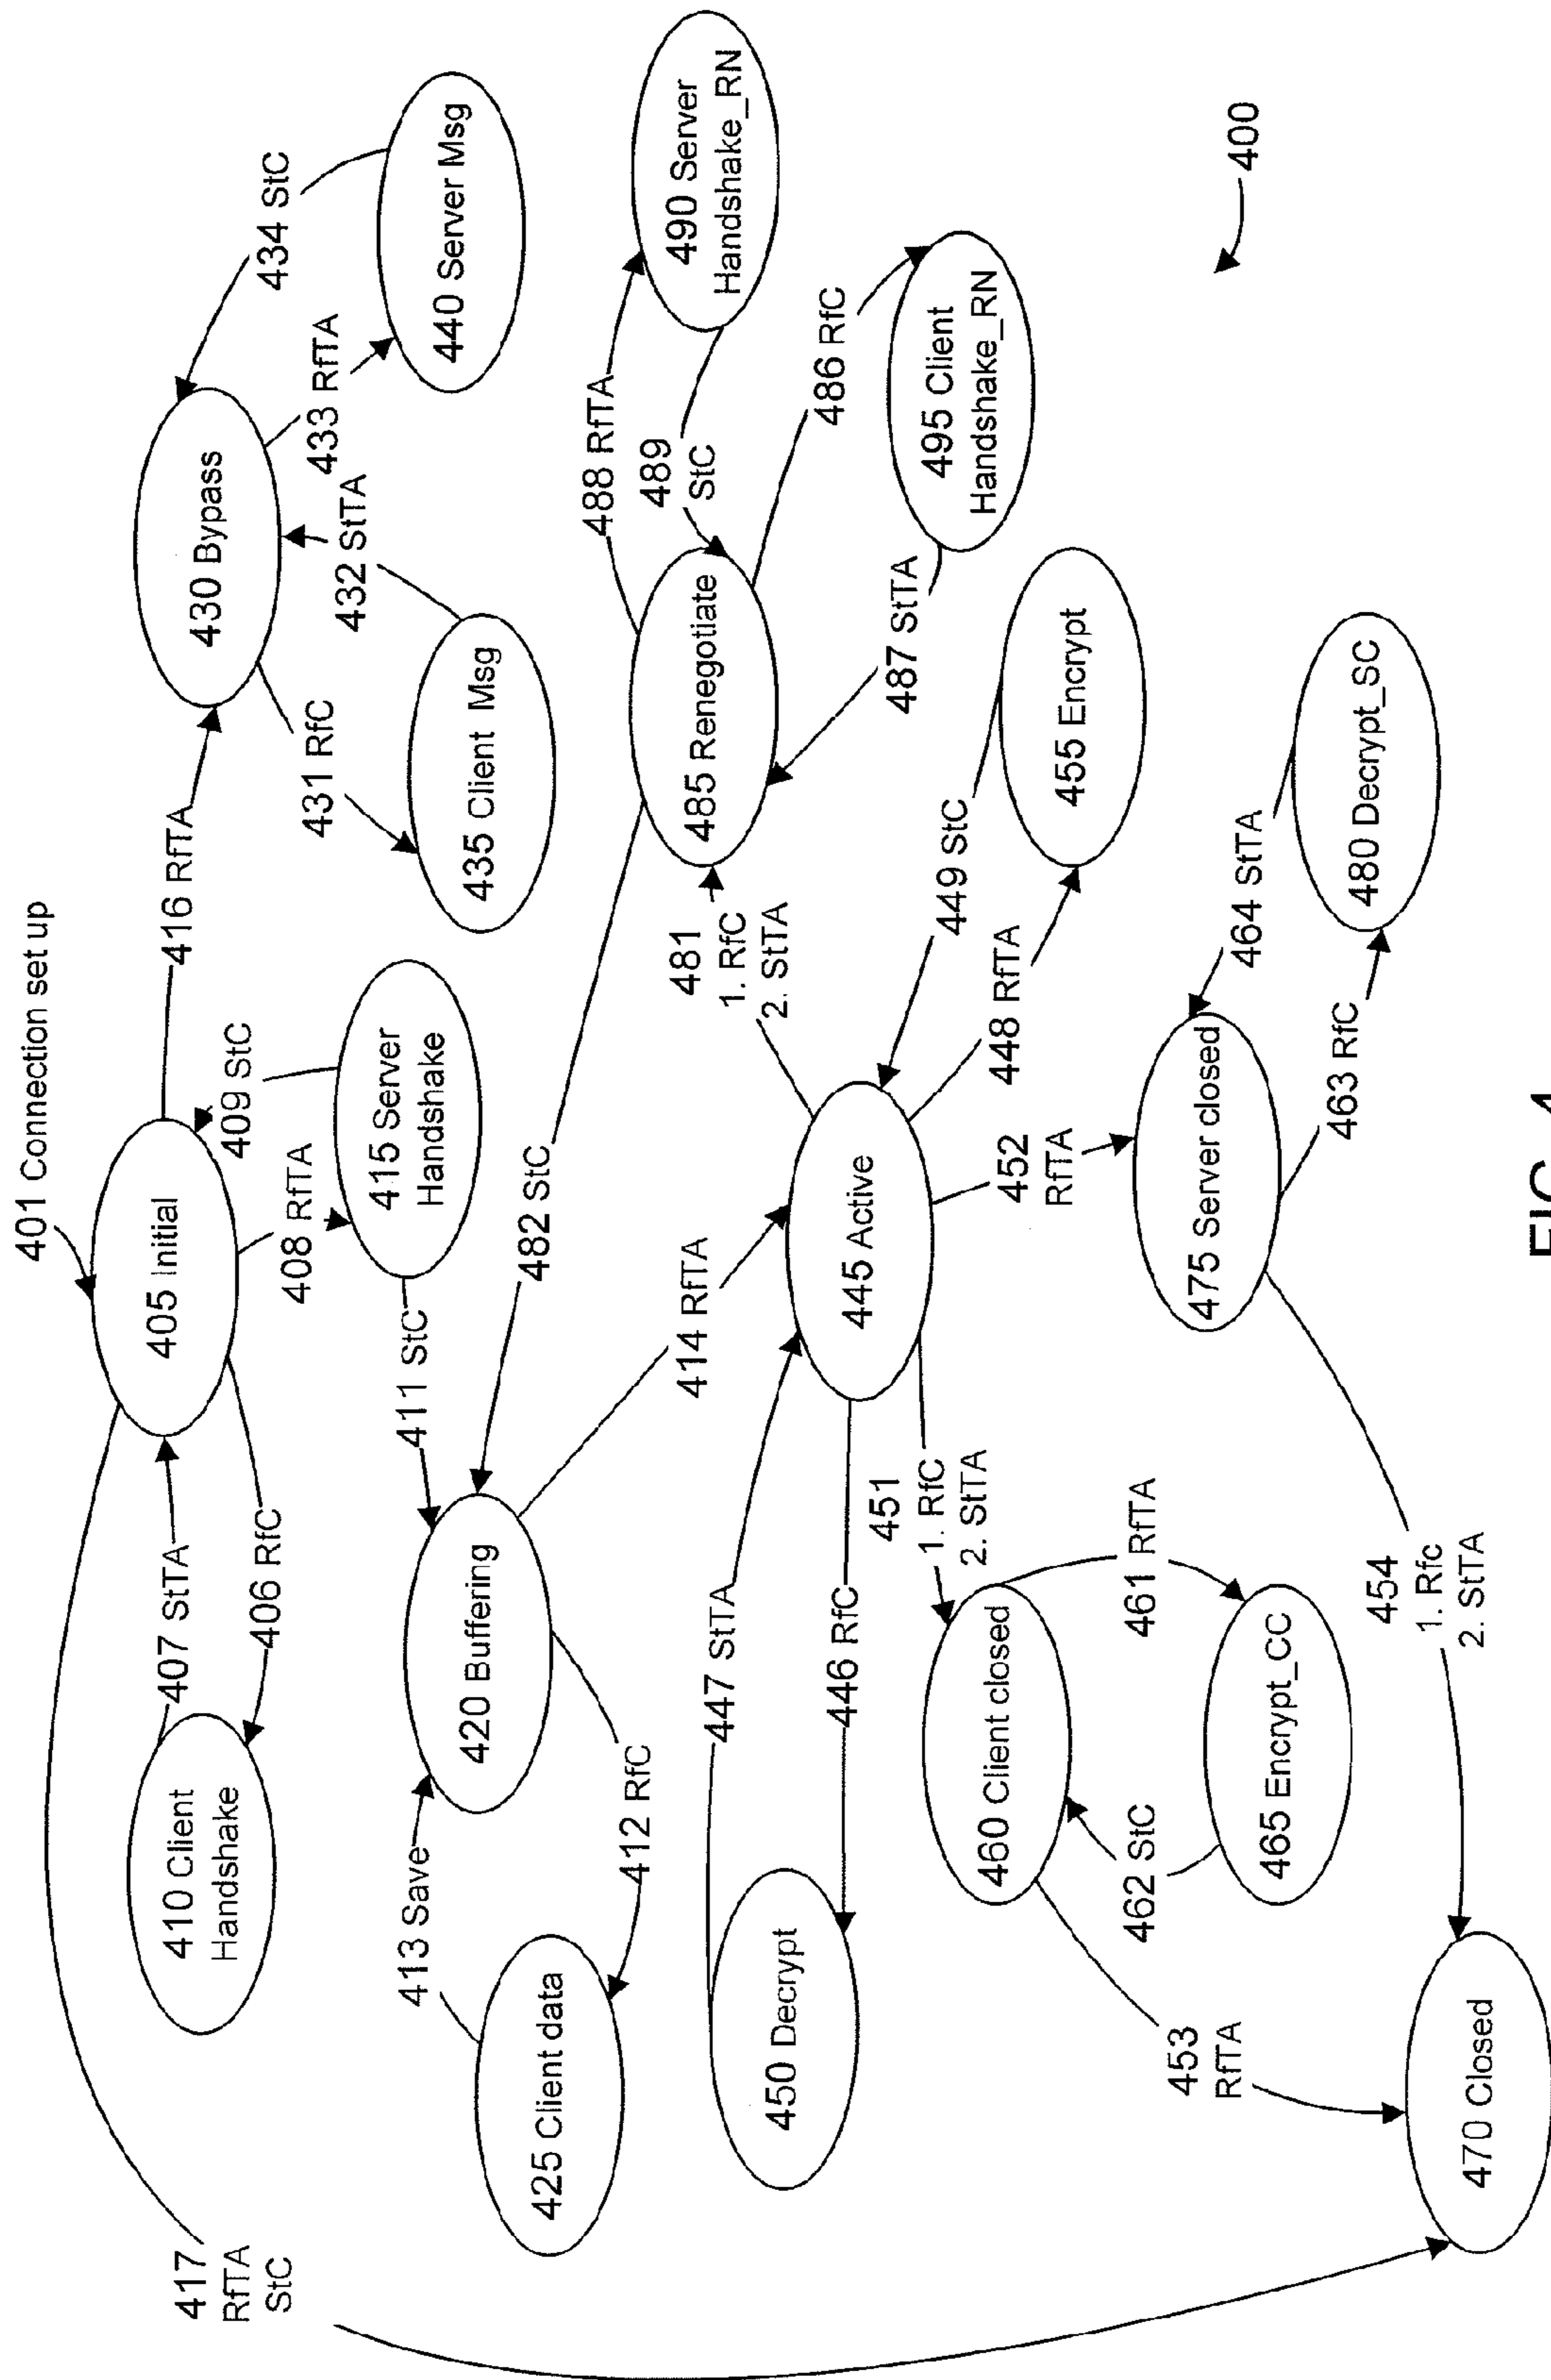 401 Connection set up
405 Initial
406 RfC
407 StTA
410 Client
Handshake
408 RfTA
409 StC
415 Server
Handshake
416 RfTA
417
RfTA
StC
430 Bypass
431 RfC
432 StTA
433 RfTA
434 StC
435 Client Msg
440 Server Msg
411 StC
420 Buffering
413 Save
412 RfC
425 Client data
414 RfTA
482 StC
481
1. RfC
2. StTA
485 Renegotiate
488 RfTA
489
StC
490 Server
Handshake_RN
486 RfC
487 StTA
495 Client
Handshake_RN
445 Active
447 StTA
446 RfC
450 Decrypt
449 StC
448 RfTA
455 Encrypt
451
1. RfC
2. StTA
452
RfTA
460 Client closed
461 RfTA
462 StC
465 Encrypt_CC
453
RfTA
475 Server closed
464 StTA
463 RfC
480 Decrypt_SC
454
1. Rfc
2. StTA
470 Closed
400